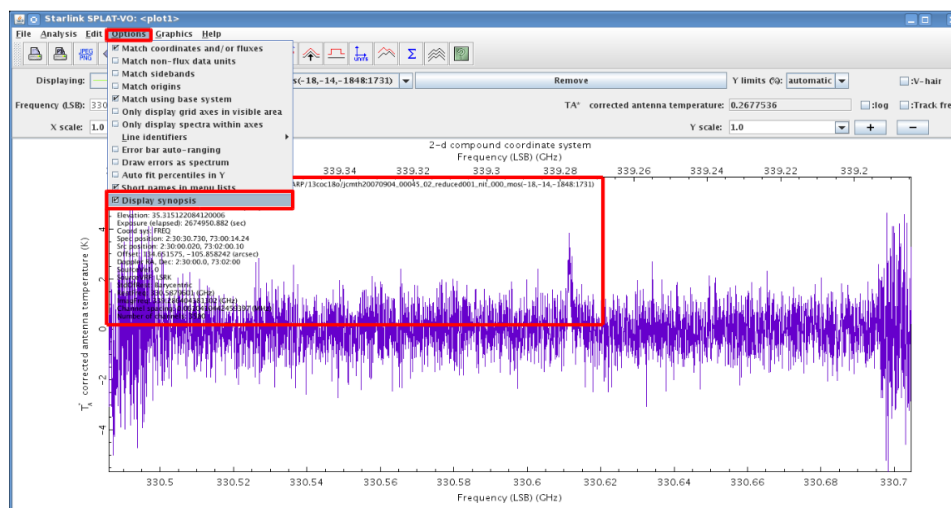 Starlink SPLAT-VO: <plot1>
File Analysis Edit Options Graphics Help
Match coordinates and/or fluxes
Match non-flux data units
Match sidebands
Match origins
Match using base system
Only display grid axes in visible area
Only display spectra within axes
Line identifiers
Error bar auto-ranging
Draw errors as spectrum
Auto fit percentiles in Y
Short names in menu lists
Display synopsis
JPEG PNG
units
Σ
?
Displaying:
os(-18,-14,-1848:1731)
Remove
Y limits (%): automatic
:V-hair
Frequency (LSB): 330
TA* corrected antenna temperature: 0.2677536
:log
:Track fre
X scale: 1.0
Y scale: 1.0
+
−
2-d compound coordinate system
Frequency (LSB) (GHz)
339.34 339.32 339.3 339.28 339.26 339.24 339.22 339.2
ARP/13coc18o/jcmth20070904_00045_02_reduced001_nit_000_mos(-18,-14,-1848:1731)
Elevation: 35.315122084120006
Exposure (elapsed): 2674950.882 (sec)
Coord sys: FREQ
Spec position: 2:30:30.730, 73:00:14.24
Src position: 2:30:00.020, 73:02:00.10
Offset: 134.651575, -105.858242 (arcsec)
Doppler RA, Dec: 2:30:00.0, 73:02:00
4
2
0
-2
-4
T*A corrected antenna temperature (K)
330.5 330.52 330.54 330.56 330.58 330.6 330.62 330.64 330.66 330.68 330.7
Frequency (LSB) (GHz)